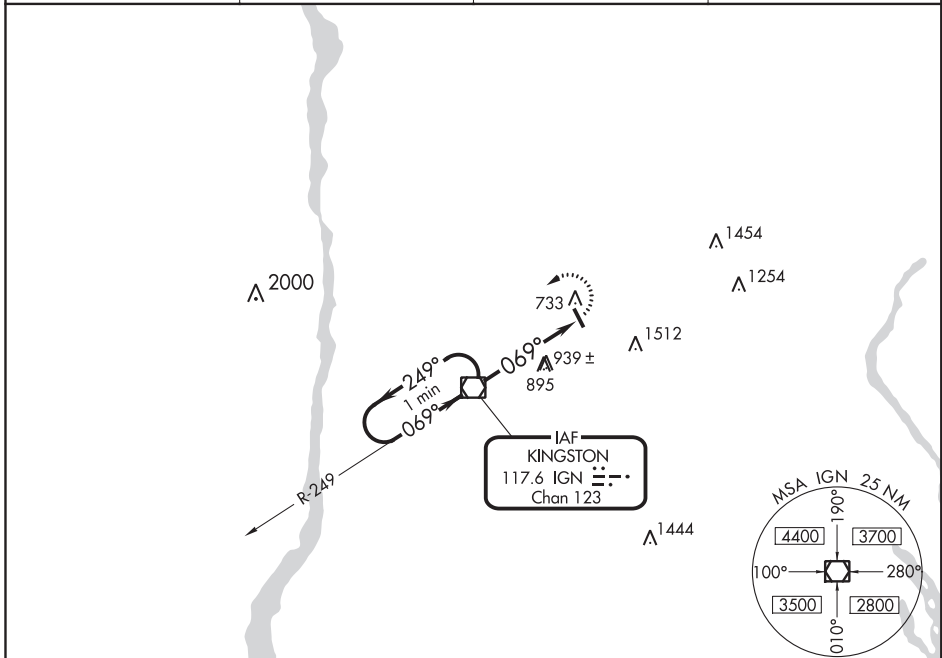 1454
2000
1254
733
1512
069°
939 ±
895
249°
1 min
069°
IAF
KINGSTON
117.6 IGN
Chan 123
R-249
1444
MSA IGN 25 NM
190°
4400
3700
100°
280°
3500
2800
010°